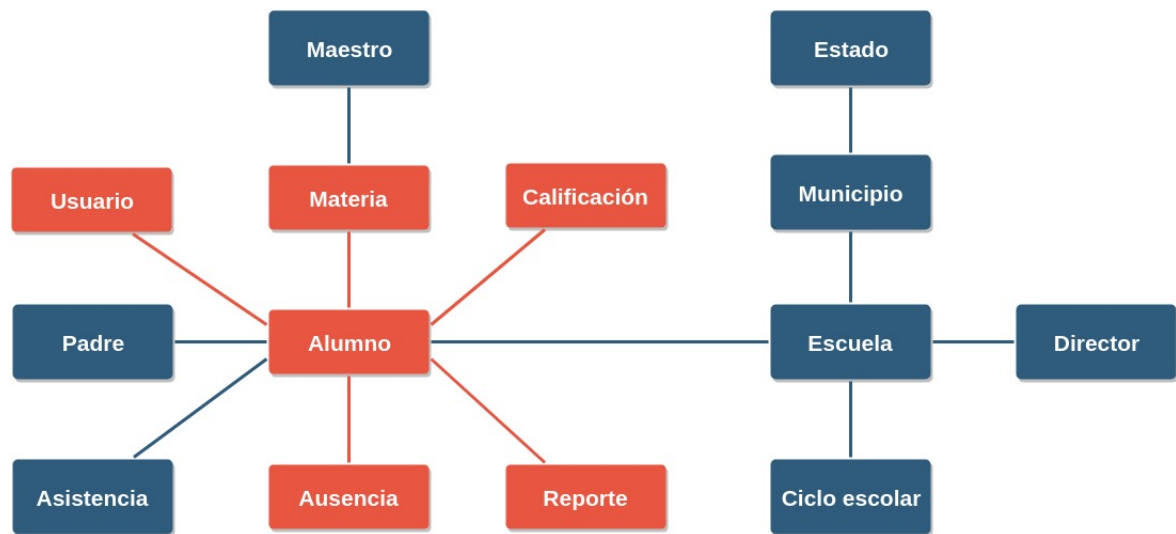 Maestro
Estado
Usuario
Materia
Calificación
Municipio
Padre
Alumno
Escuela
Director
Asistencia
Ausencia
Reporte
Ciclo escolar